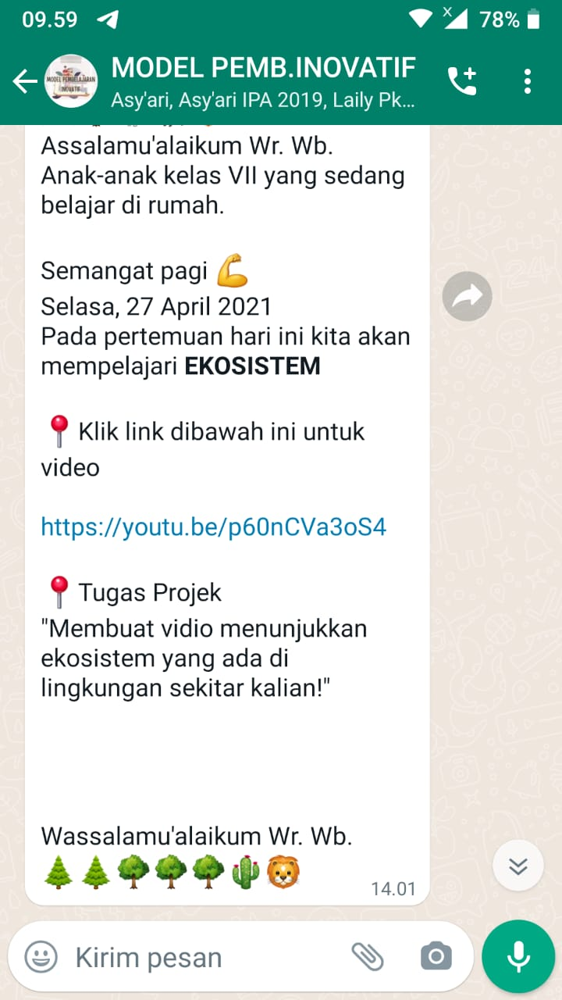 09.59
78%
MODEL PEMB.INOVATIF
MODEL PEMBELAJARAN
INOVATIF
Asy'ari, Asy'ari IPA 2019, Laily Pk...
Assalamu'alaikum Wr. Wb.
Anak-anak kelas VII yang sedang
belajar di rumah.
Semangat pagi 💪
Selasa, 27 April 2021
Pada pertemuan hari ini kita akan
mempelajari EKOSISTEM
📍 Klik link dibawah ini untuk
video
https://youtu.be/p60nCVa3oS4
📍 Tugas Projek
"Membuat vidio menunjukkan
ekosistem yang ada di
lingkungan sekitar kalian!"
Wassalamu'alaikum Wr. Wb.
🌲🌲🌳🌳🌳🌵🦁
14.01
Kirim pesan